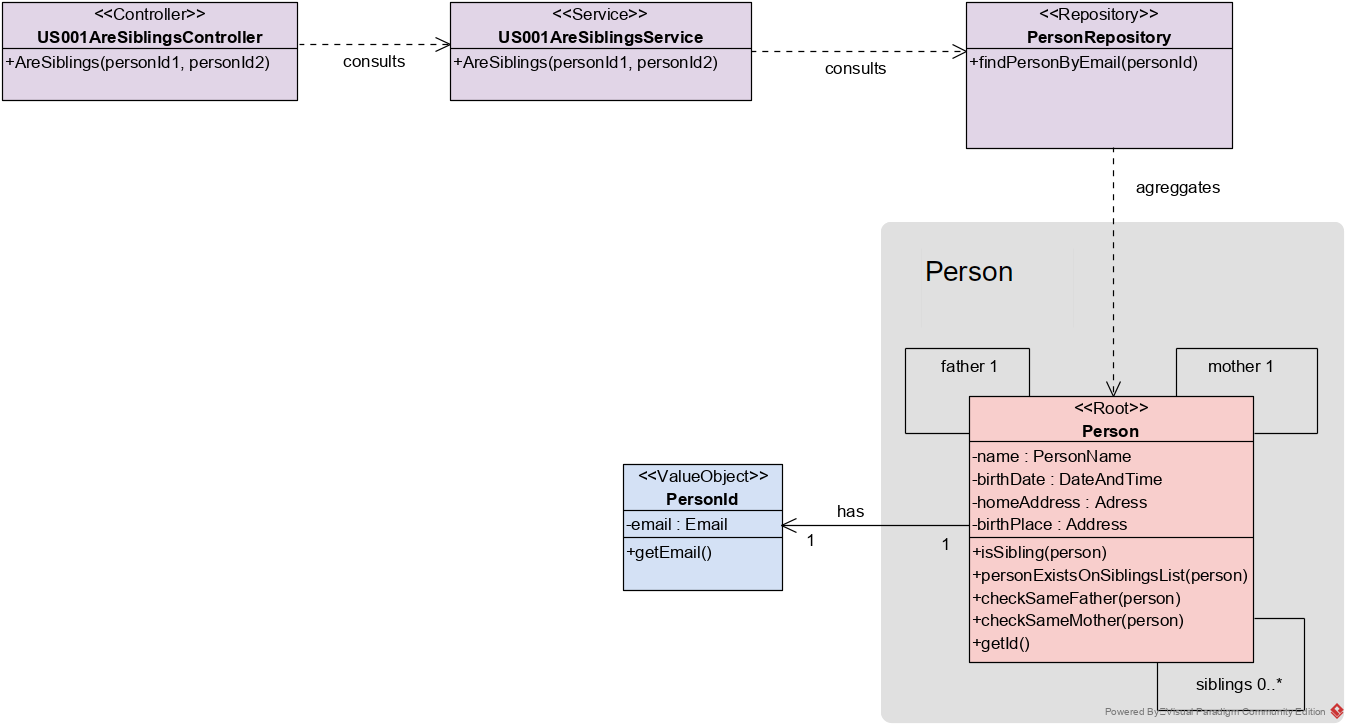 <<Controller>>
US001AreSiblingsController
+AreSiblings(personId1, personId2)
consults
<<Service>>
US001AreSiblingsService
+AreSiblings(personId1, personId2)
consults
<<Repository>>
PersonRepository
+findPersonByEmail(personId)
agreggates
Person
father 1
mother 1
<<Root>>
Person
-name : PersonName
-birthDate : DateAndTime
-homeAddress : Adress
-birthPlace : Address
+isSibling(person)
+personExistsOnSiblingsList(person)
+checkSameFather(person)
+checkSameMother(person)
+getId()
siblings 0..*
has
1
1
<<ValueObject>>
PersonId
-email : Email
+getEmail()
Powered By Visual Paradigm Community Edition